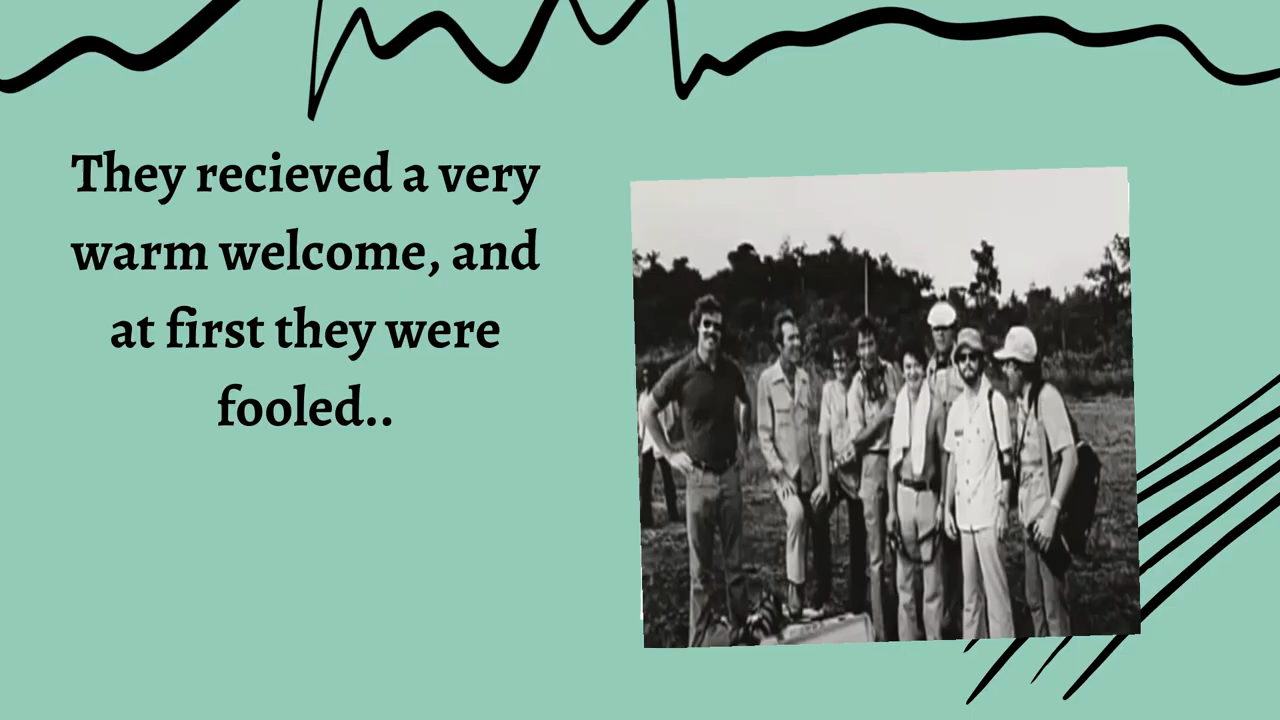 They recieved a very
warm welcome, and
at first they were
fooled..